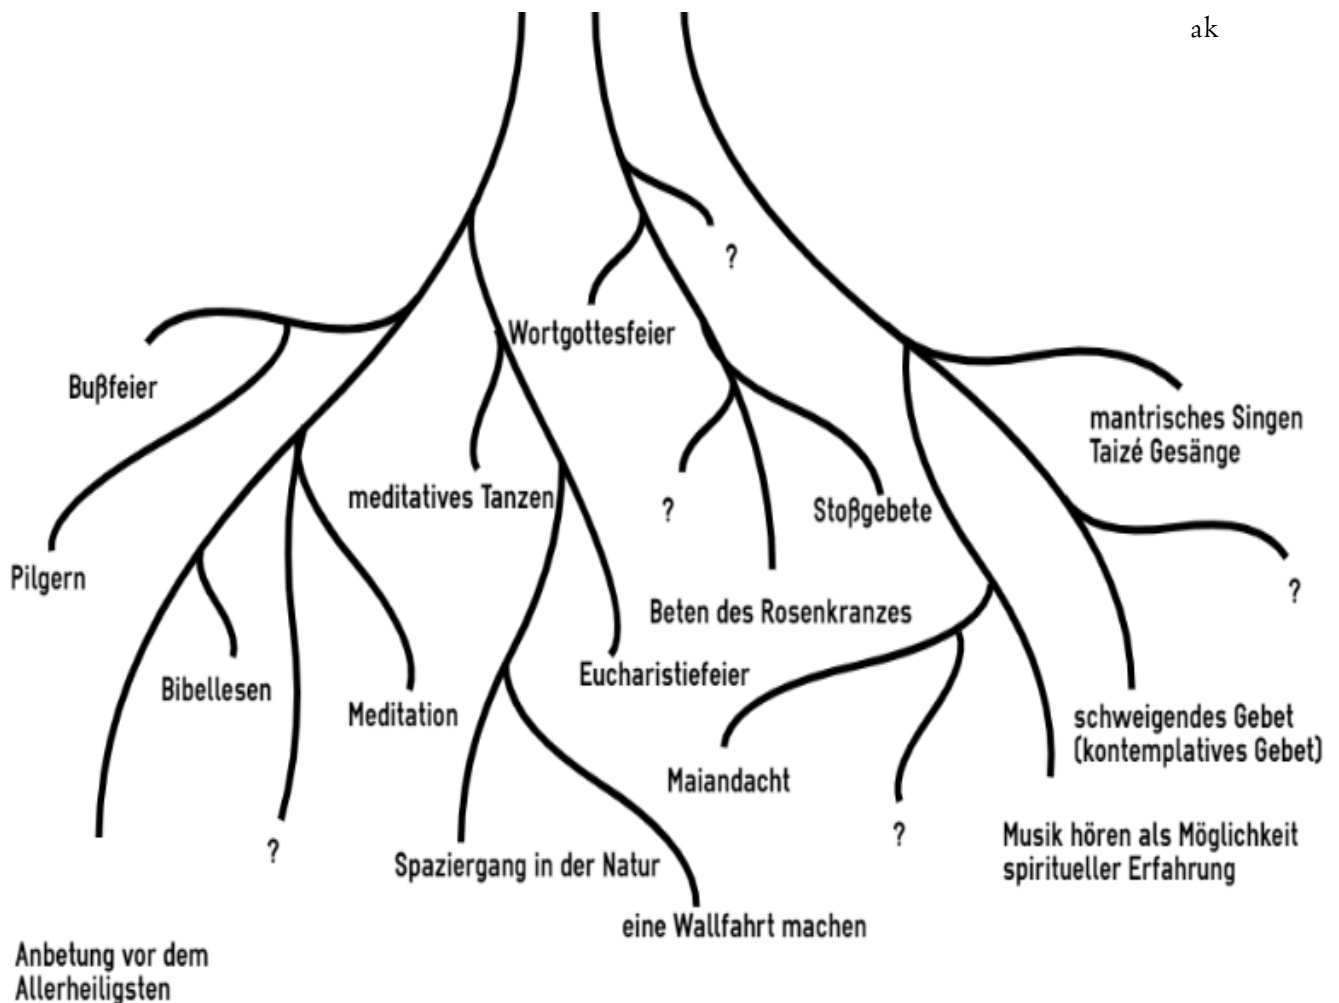 ak
?
Wortgottesfeier
Bußfeier
mantrisches Singen
Taizé Gesänge
meditatives Tanzen
?
Stoßgebete
Pilgern
?
Beten des Rosenkranzes
Eucharistiefeier
Bibellesen
Meditation
schweigendes Gebet
(kontemplatives Gebet)
Maiandacht
?
?
Musik hören als Möglichkeit
spiritueller Erfahrung
Spaziergang in der Natur
eine Wallfahrt machen
Anbetung vor dem
Allerheiligsten